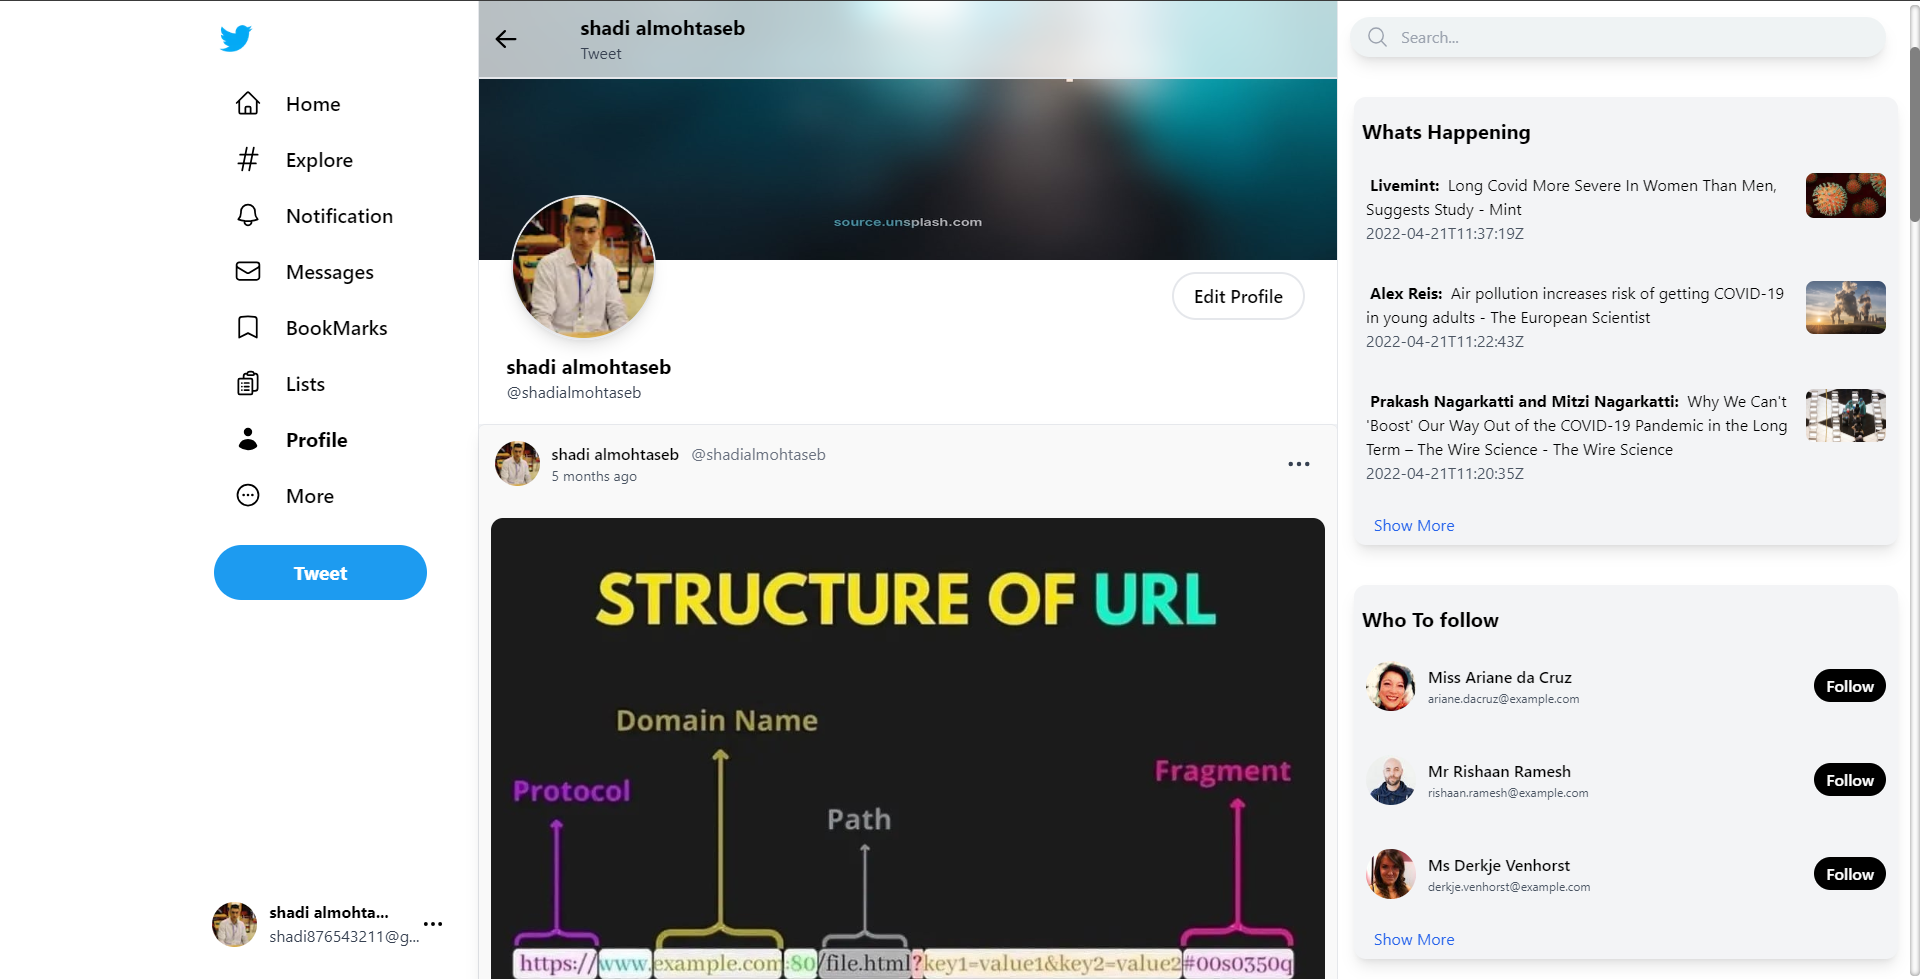 Home
Explore
Notification
Messages
BookMarks
Lists
Profile
More
Tweet
shadi almohta...
shadi876543211@g...
shadi almohtaseb
Tweet
source.unsplash.com
Edit Profile
shadi almohtaseb
@shadialmohtaseb
shadi almohtaseb @shadialmohtaseb
5 months ago
STRUCTURE OF URL
Domain Name
Fragment
Protocol
Path
https://www.example.com:80/file.html?key1=value1&key2=value2#00s0350q
Search...
Whats Happening
Livemint: Long Covid More Severe In Women Than Men,
Suggests Study - Mint
2022-04-21T11:37:19Z
Alex Reis: Air pollution increases risk of getting COVID-19
in young adults - The European Scientist
2022-04-21T11:22:43Z
Prakash Nagarkatti and Mitzi Nagarkatti: Why We Can't
'Boost' Our Way Out of the COVID-19 Pandemic in the Long
Term – The Wire Science - The Wire Science
2022-04-21T11:20:35Z
Show More
Who To follow
Miss Ariane da Cruz
ariane.dacruz@example.com
Follow
Mr Rishaan Ramesh
rishaan.ramesh@example.com
Follow
Ms Derkje Venhorst
derkje.venhorst@example.com
Follow
Show More